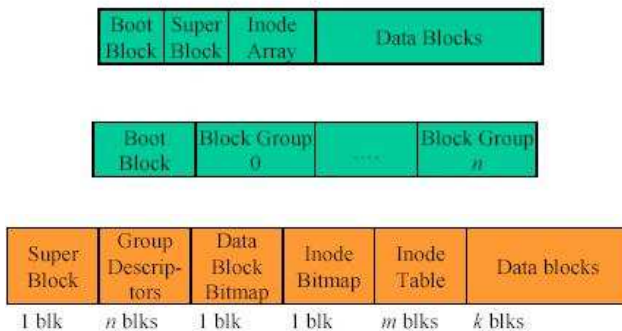 Boot Block Super Block Inode Array Data Blocks
Boot Block Block Group 0 .... Block Group n
Super Block Group Descrip-tors Data Block Bitmap Inode Bitmap Inode Table Data blocks
1 blk n blks 1 blk 1 blk m blks k blks